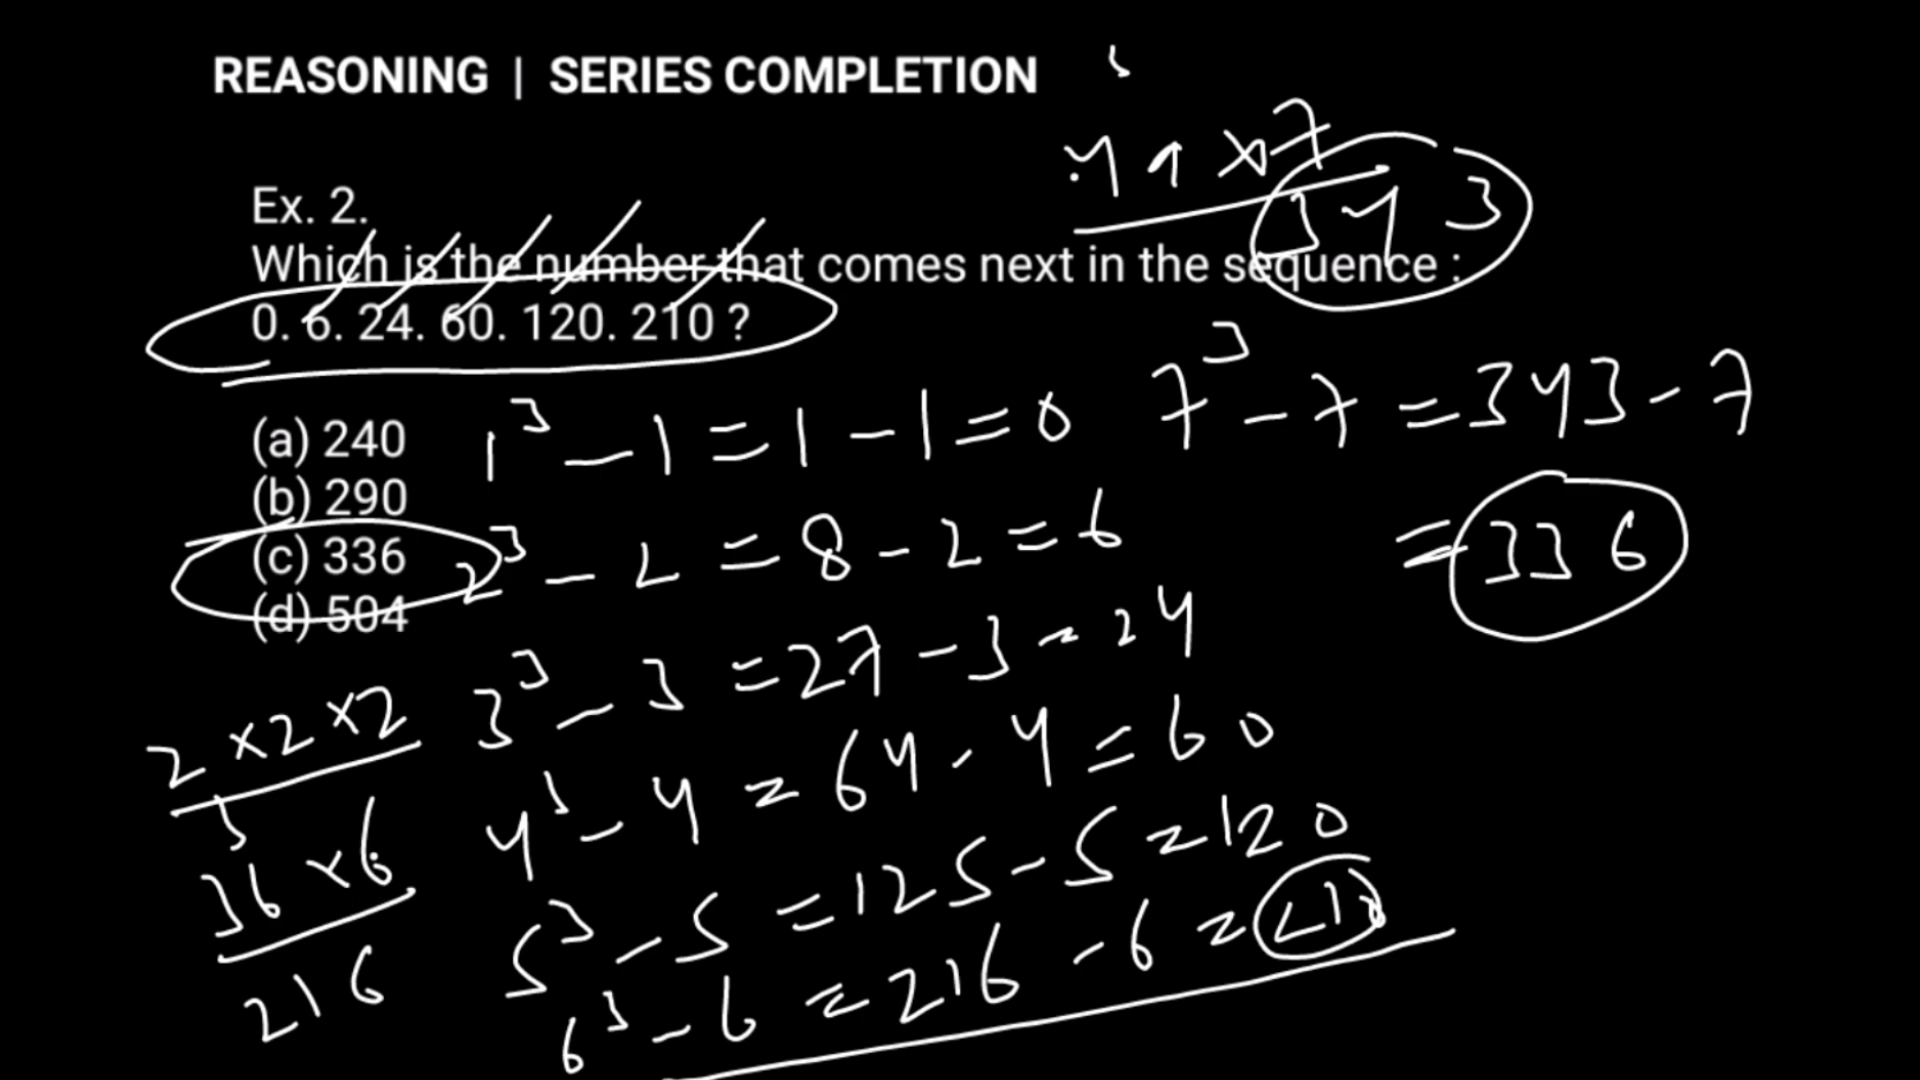 REASONING | SERIES COMPLETION
Ex. 2.
Which is the number that comes next in the sequence :
0. 6. 24. 60. 120. 210 ?
(a) 240
(b) 290
(c) 336
(d) 504
3
49 × 7
343
1³ - 1 = 1 - 1 = 0
2³ - 2 = 8 - 2 = 6
3³ - 3 = 27 - 3 = 24
4³ - 4 = 64 - 4 = 60
5³ - 5 = 125 - 5 = 120
6³ - 6 = 216 - 6 = 210
7³ - 7 = 343 - 7
= 336
2 × 2 × 2
3
36 × 6
216